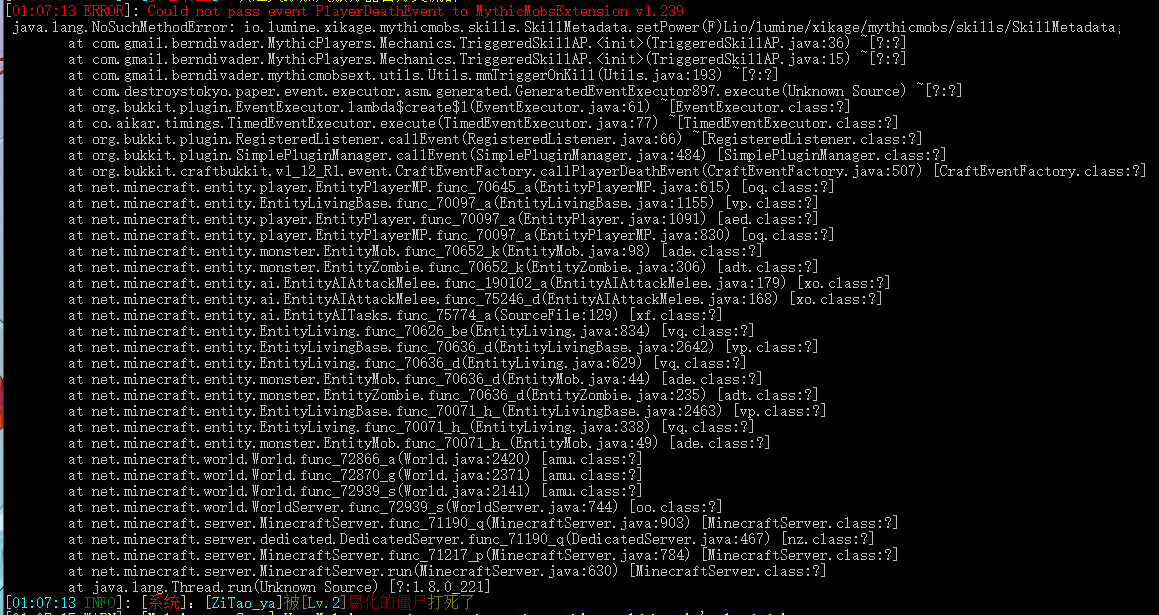 [01:07:13 ERROR]: Could not pass event PlayerDeathEvent to MythicMobsExtension v1.239
java.lang.NoSuchMethodError: io.lumine.xikage.mythicmobs.skills.SkillMetadata.setPower(F)Lio/lumine/xikage/mythicmobs/skills/SkillMetadata;
at com.gmail.berndivader.MythicPlayers.Mechanics.TriggeredSkillAP.<init>(TriggeredSkillAP.java:36) ~[?:?]
at com.gmail.berndivader.MythicPlayers.Mechanics.TriggeredSkillAP.<init>(TriggeredSkillAP.java:15) ~[?:?]
at com.gmail.berndivader.mythicmobsext.utils.Utils.mmTriggerOnKill(Utils.java:193) ~[?:?]
at com.destroystokyo.paper.event.executor.asm.generated.GeneratedEventExecutor897.execute(Unknown Source) ~[?:?]
at org.bukkit.plugin.EventExecutor.lambda$create$1(EventExecutor.java:61) ~[EventExecutor.class:?]
at co.aikar.timings.TimedEventExecutor.execute(TimedEventExecutor.java:77) ~[TimedEventExecutor.class:?]
at org.bukkit.plugin.RegisteredListener.callEvent(RegisteredListener.java:66) ~[RegisteredListener.class:?]
at org.bukkit.plugin.SimplePluginManager.callEvent(SimplePluginManager.java:484) [SimplePluginManager.class:?]
at org.bukkit.craftbukkit.v1_12_R1.event.CraftEventFactory.callPlayerDeathEvent(CraftEventFactory.java:507) [CraftEventFactory.class:?]
at net.minecraft.entity.player.EntityPlayerMP.func_70645_a(EntityPlayerMP.java:615) [oq.class:?]
at net.minecraft.entity.EntityLivingBase.func_70097_a(EntityLivingBase.java:1155) [vp.class:?]
at net.minecraft.entity.player.EntityPlayer.func_70097_a(EntityPlayer.java:1091) [aed.class:?]
at net.minecraft.entity.player.EntityPlayerMP.func_70097_a(EntityPlayerMP.java:830) [oq.class:?]
at net.minecraft.entity.monster.EntityMob.func_70652_k(EntityMob.java:98) [ade.class:?]
at net.minecraft.entity.monster.EntityZombie.func_70652_k(EntityZombie.java:306) [adt.class:?]
at net.minecraft.entity.ai.EntityAIAttackMelee.func_190102_a(EntityAIAttackMelee.java:179) [xo.class:?]
at net.minecraft.entity.ai.EntityAIAttackMelee.func_75246_d(EntityAIAttackMelee.java:168) [xo.class:?]
at net.minecraft.entity.ai.EntityAITasks.func_75774_a(SourceFile:129) [xf.class:?]
at net.minecraft.entity.EntityLiving.func_70626_be(EntityLiving.java:834) [vq.class:?]
at net.minecraft.entity.EntityLivingBase.func_70636_d(EntityLivingBase.java:2642) [vp.class:?]
at net.minecraft.entity.EntityLiving.func_70636_d(EntityLiving.java:629) [vq.class:?]
at net.minecraft.entity.monster.EntityMob.func_70636_d(EntityMob.java:44) [ade.class:?]
at net.minecraft.entity.monster.EntityZombie.func_70636_d(EntityZombie.java:235) [adt.class:?]
at net.minecraft.entity.EntityLivingBase.func_70071_h_(EntityLivingBase.java:2463) [vp.class:?]
at net.minecraft.entity.EntityLiving.func_70071_h_(EntityLiving.java:338) [vq.class:?]
at net.minecraft.entity.monster.EntityMob.func_70071_h_(EntityMob.java:49) [ade.class:?]
at net.minecraft.world.World.func_72866_a(World.java:2420) [amu.class:?]
at net.minecraft.world.World.func_72870_g(World.java:2371) [amu.class:?]
at net.minecraft.world.World.func_72939_s(World.java:2141) [amu.class:?]
at net.minecraft.world.WorldServer.func_72939_s(WorldServer.java:744) [oo.class:?]
at net.minecraft.server.MinecraftServer.func_71190_q(MinecraftServer.java:903) [MinecraftServer.class:?]
at net.minecraft.server.dedicated.DedicatedServer.func_71190_q(DedicatedServer.java:467) [nz.class:?]
at net.minecraft.server.MinecraftServer.func_71217_p(MinecraftServer.java:784) [MinecraftServer.class:?]
at net.minecraft.server.MinecraftServer.run(MinecraftServer.java:630) [MinecraftServer.class:?]
at java.lang.Thread.run(Unknown Source) [?:1.8.0_221]
[01:07:13 INFO]: [系统]：[ZiTao_ya]被[Lv.2]腐化的僵尸打死了